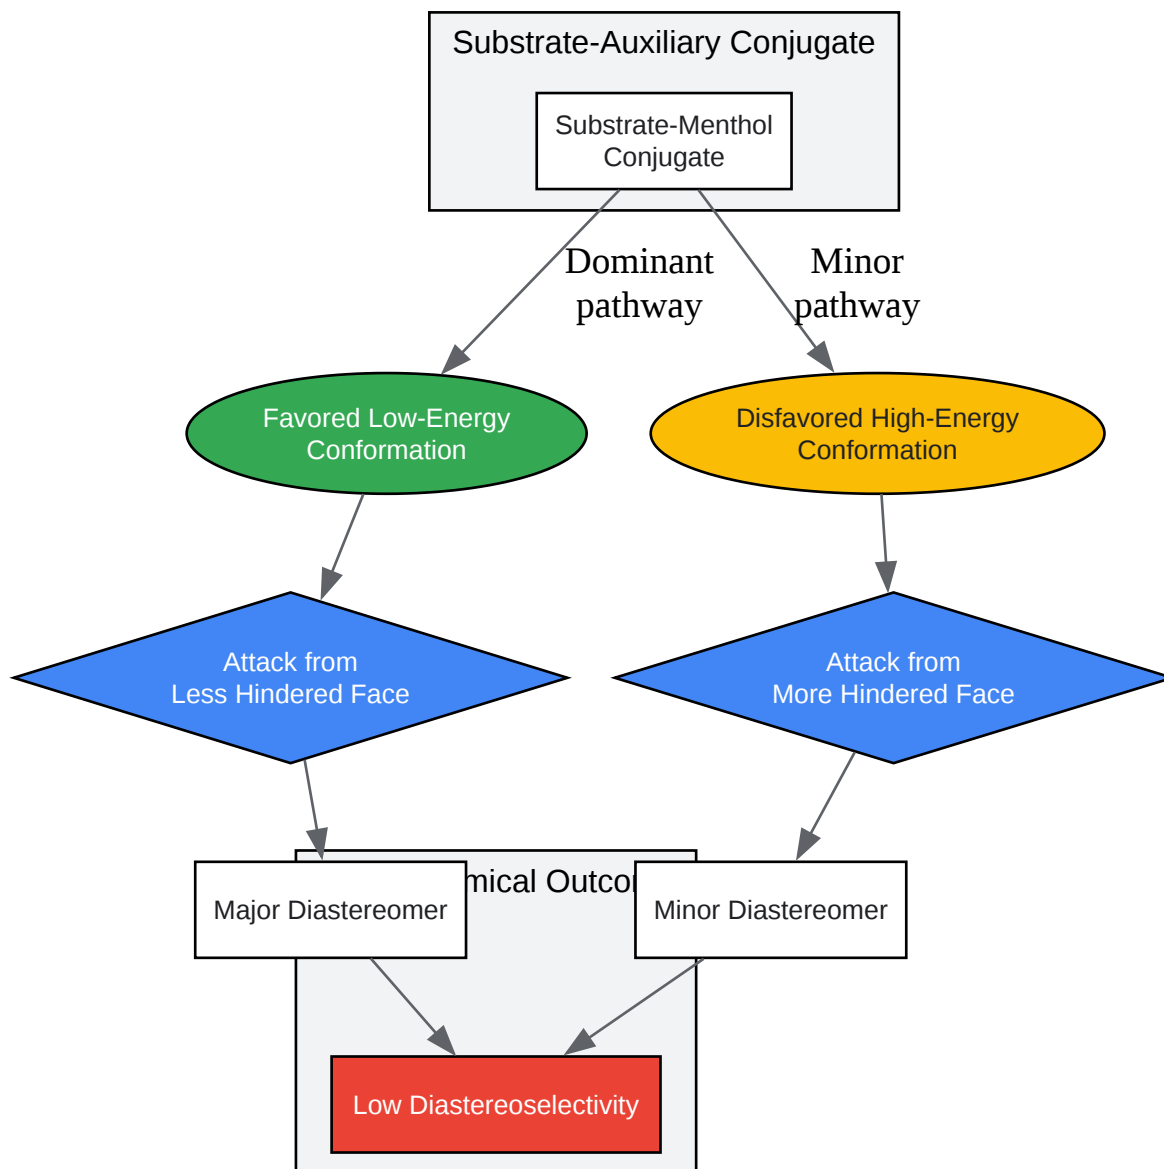 Substrate-Auxiliary Conjugate
Substrate-Menthol
Conjugate
Dominant
pathway
Minor
pathway
Favored Low-Energy
Conformation
Disfavored High-Energy
Conformation
Attack from
Less Hindered Face
Attack from
More Hindered Face
Major Diastereomer
Minor Diastereomer
Low Diastereoselectivity